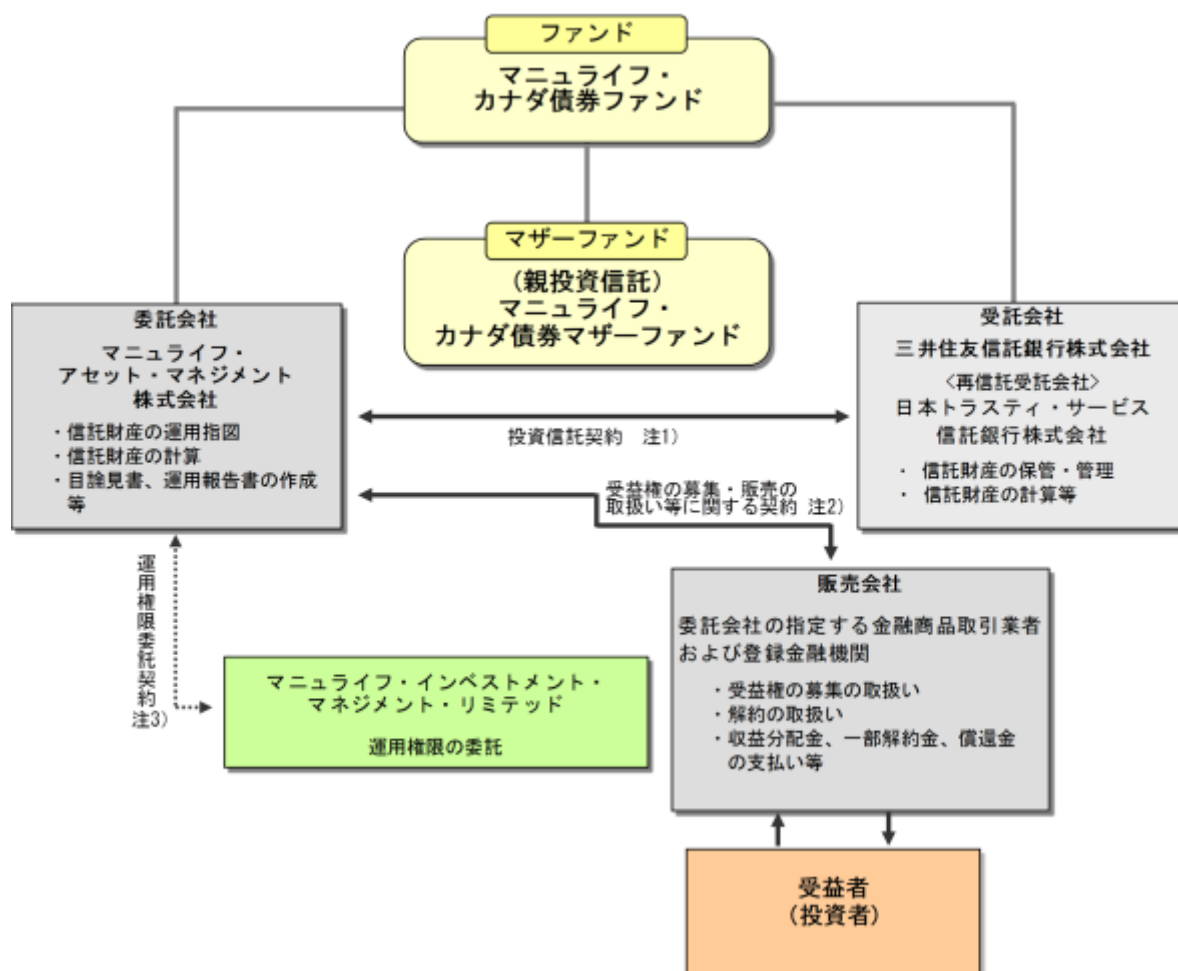 ファンド
マニュライフ・
カナダ債券ファンド
マザーファンド
(親投資信託)
マニュライフ・
カナダ債券マザーファンド
委託会社
マニュライフ・
アセット・マネジメント
株式会社
・信託財産の運用指図
・信託財産の計算
・目論見書、運用報告書の作成
等
受託会社
三井住友信託銀行株式会社
<再信託受託会社>
日本トラスティ・サービス
信託銀行株式会社
・ 信託財産の保管・管理
・ 信託財産の計算等
投資信託契約 注1)
受益権の募集・販売の
取扱い等に関する契約 注2)
運用権限委託契約
注3)
マニュライフ・インベストメント・
マネジメント・リミテッド
運用権限の委託
販売会社
委託会社の指定する金融商品取引業者
および登録金融機関
・受益権の募集の取扱い
・解約の取扱い
・収益分配金、一部解約金、償還金
の支払い等
受益者
(投資者)